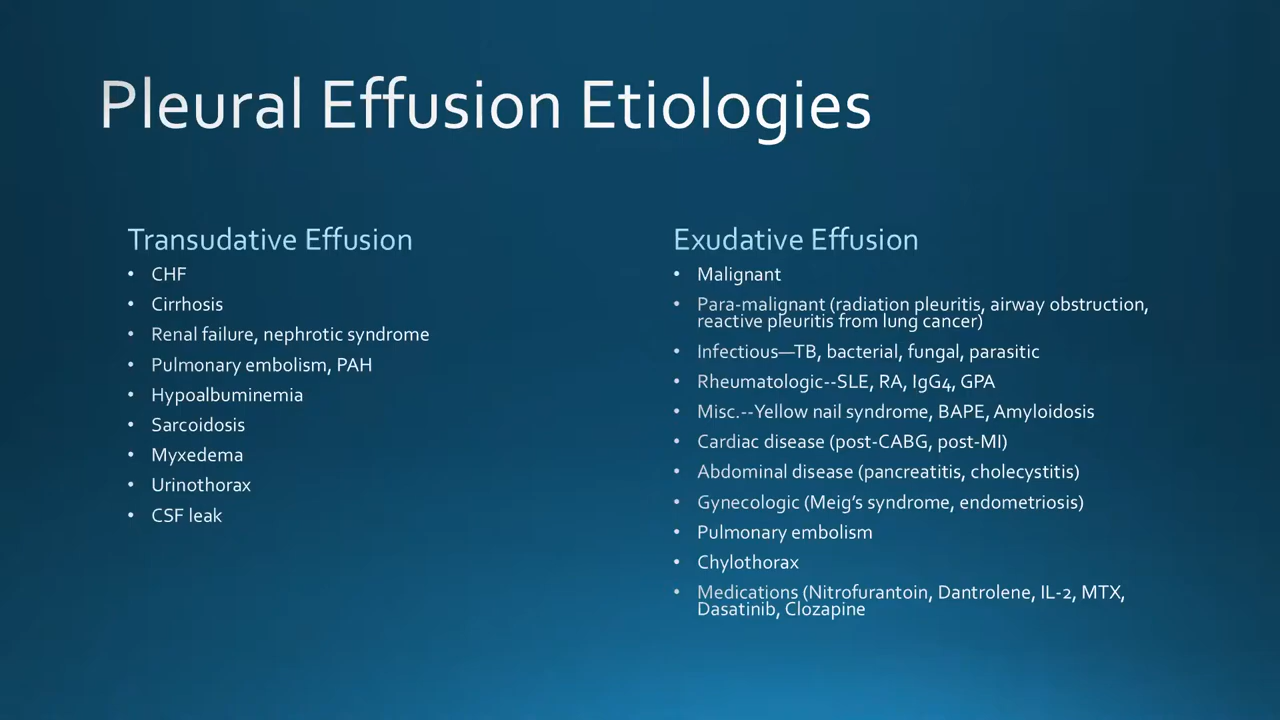 Pleural Effusion Etiologies
Transudative Effusion
• CHF
• Cirrhosis
• Renal failure, nephrotic syndrome
• Pulmonary embolism, PAH
• Hypoalbuminemia
• Sarcoidosis
• Myxedema
• Urinothorax
• CSF leak
Exudative Effusion
• Malignant
• Para-malignant (radiation pleuritis, airway obstruction,
reactive pleuritis from lung cancer)
• Infectious—TB, bacterial, fungal, parasitic
• Rheumatologic--SLE, RA, IgG4, GPA
• Misc.--Yellow nail syndrome, BAPE, Amyloidosis
• Cardiac disease (post-CABG, post-MI)
• Abdominal disease (pancreatitis, cholecystitis)
• Gynecologic (Meig’s syndrome, endometriosis)
• Pulmonary embolism
• Chylothorax
• Medications (Nitrofurantoin, Dantrolene, IL-2, MTX,
Dasatinib, Clozapine